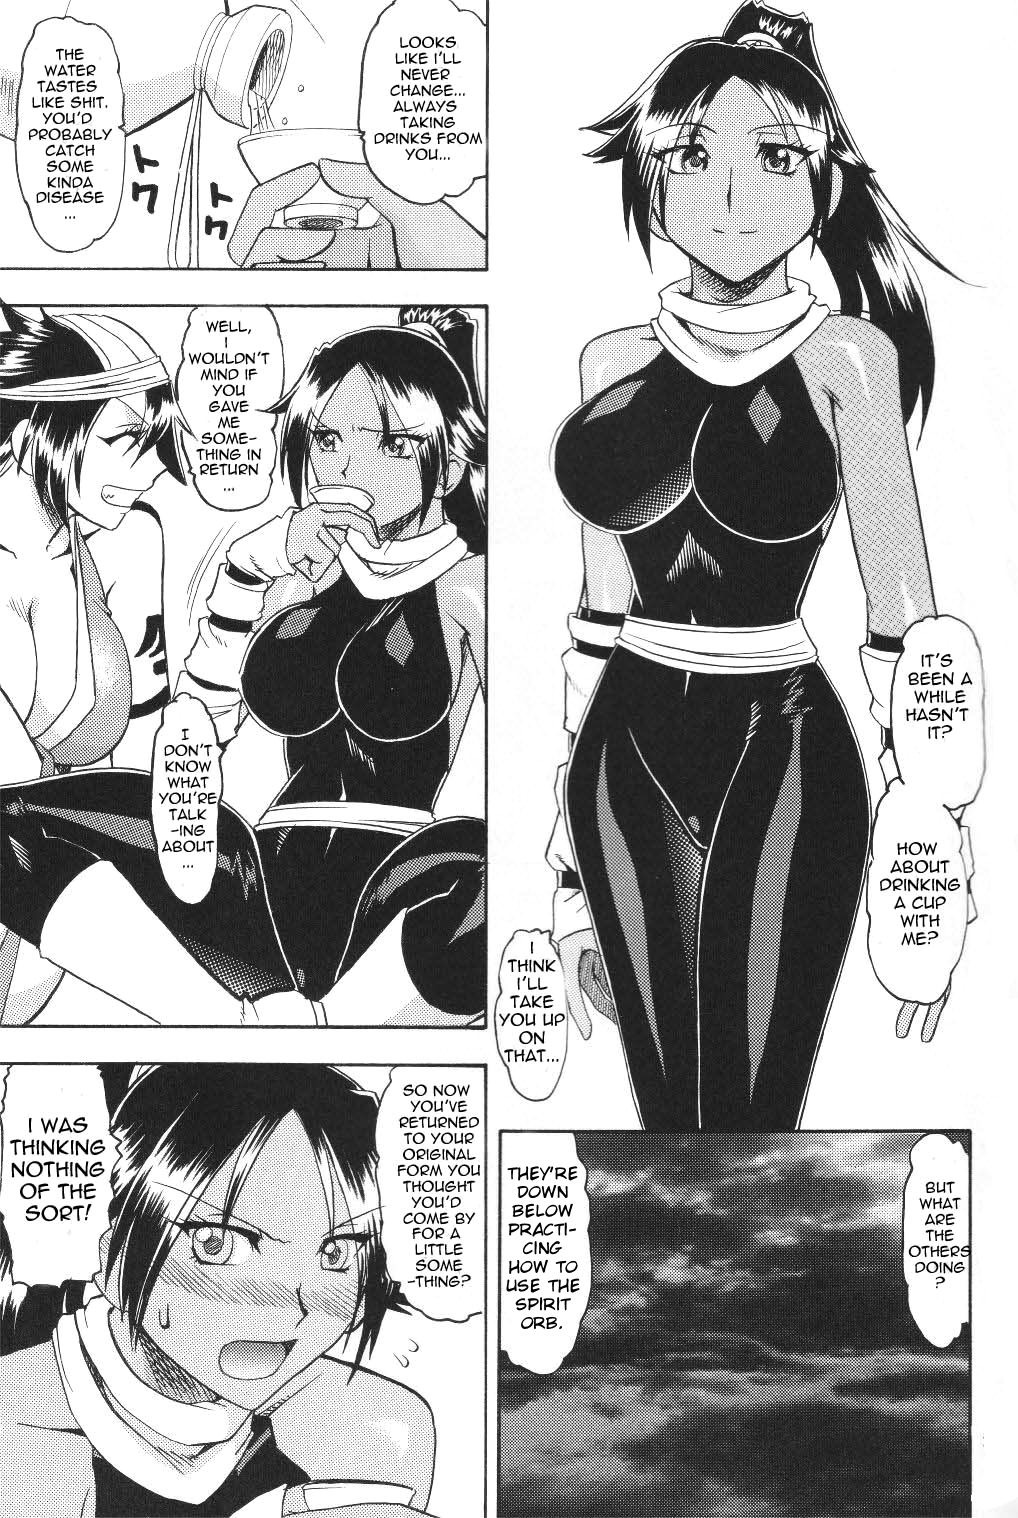 IT'S
BEEN A
WHILE
HASN'T
IT?
HOW
ABOUT
DRINKING
A CUP
WITH
ME?
I
THINK
I'LL
TAKE
YOU UP
ON
THAT...
BUT
WHAT
ARE
THE
OTHERS
DOING
?
THEY'RE
DOWN
BELOW
PRACTI-
CING
HOW TO
USE THE
SPIRIT
ORB.
LOOKS
LIKE I'LL
NEVER
CHANGE...
ALWAYS
TAKING
DRINKS FROM
YOU...
トク
トク
THE
WATER
TASTES
LIKE SHIT.
YOU'D
PROBABLY
CATCH
SOME
KINDA
DISEASE
...
WELL,
I
WOULDN'T
MIND IF
YOU
GAVE
ME
SOME-
THING IN
RETURN
...
I
DON'T
KNOW
WHAT
YOU'RE
TALK
-ING
ABOUT
...
SO NOW
YOU'VE
RETURNED
TO YOUR
ORIGINAL
FORM YOU
THOUGHT
YOU'D
COME BY
FOR A
LITTLE
SOME
-THING?
I WAS
THINKING
NOTHING
OF THE
SORT!